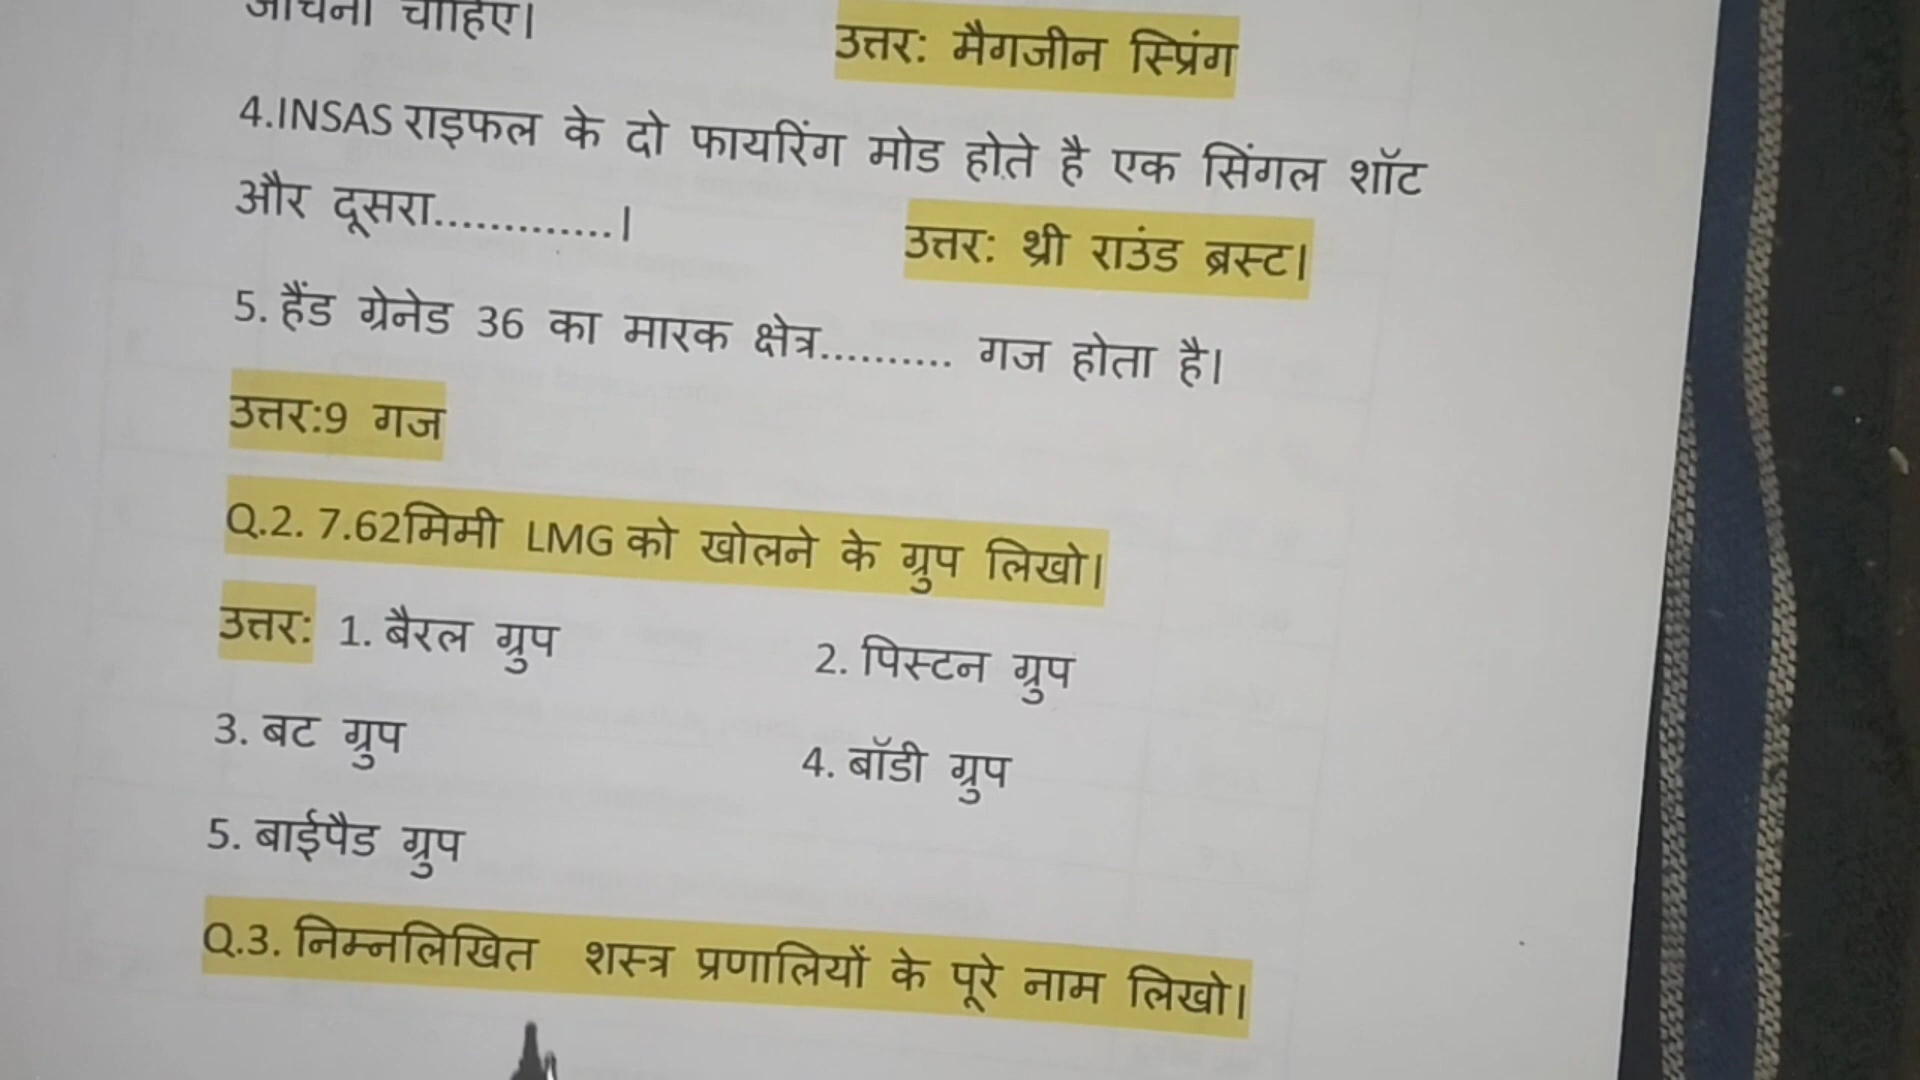 जांचना चाहिए।
उत्तर: मैगजीन स्प्रिंग
4.INSAS राइफल के दो फायरिंग मोड होते है एक सिंगल शॉट
और दूसरा.............।
उत्तर: थ्री राउंड ब्रस्ट।
5. हैंड ग्रेनेड 36 का मारक क्षेत्र.......... गज होता है।
उत्तर:9 गज
Q.2. 7.62मिमी LMG को खोलने के ग्रुप लिखो।
उत्तर: 1. बैरल ग्रुप 2. पिस्टन ग्रुप
3. बट ग्रुप 4. बॉडी ग्रुप
5. बाईपैड ग्रुप
Q.3. निम्नलिखित शस्त्र प्रणालियों के पूरे नाम लिखो।